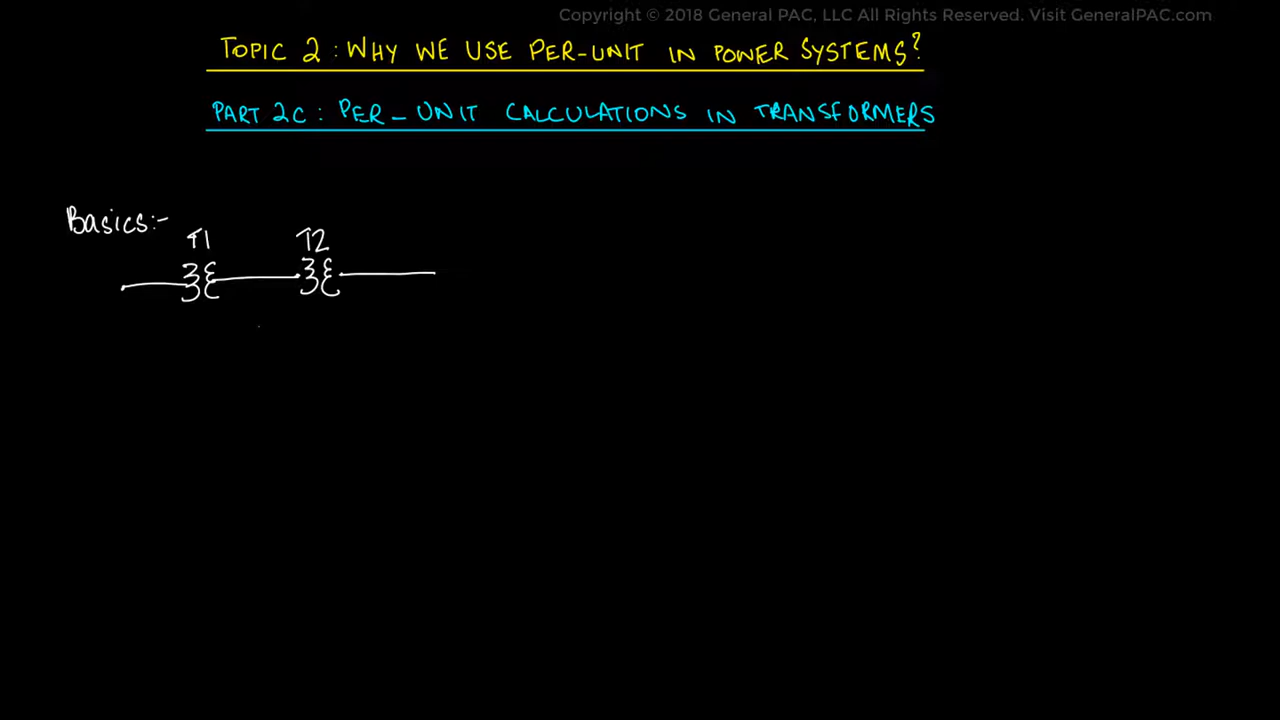 Copyright © 2018 General PAC, LLC All Rights Reserved. Visit GeneralPAC.com
TOPIC 2 : WHY WE USE PER-UNIT IN POWER SYSTEMS?
PART 2C : PER-UNIT CALCULATIONS IN TRANSFORMERS
Basics:-
T1 T2